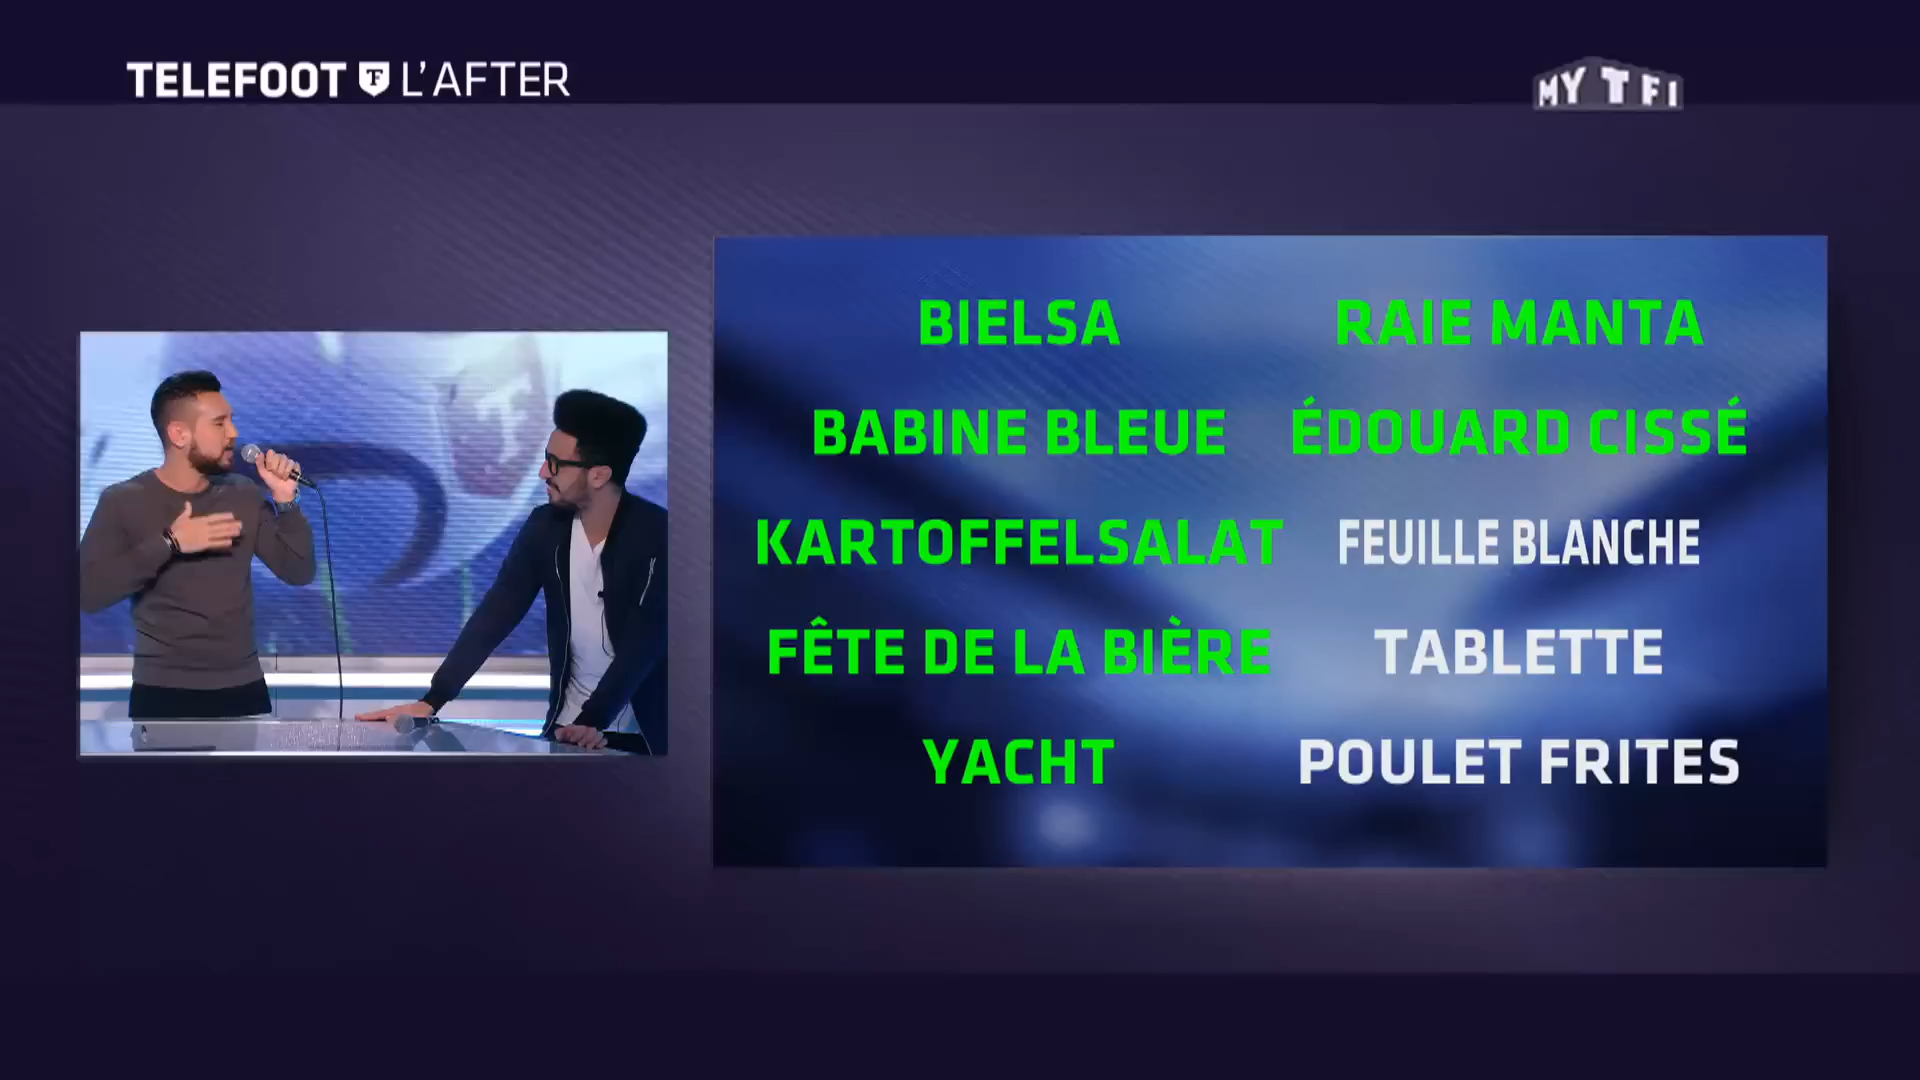 TELEFOOT TF L'AFTER
MY TF1
BIELSA
BABINE BLEUE
KARTOFFELSALAT
FÊTE DE LA BIÈRE
YACHT
RAIE MANTA
ÉDOUARD CISSÉ
FEUILLE BLANCHE
TABLETTE
POULET FRITES